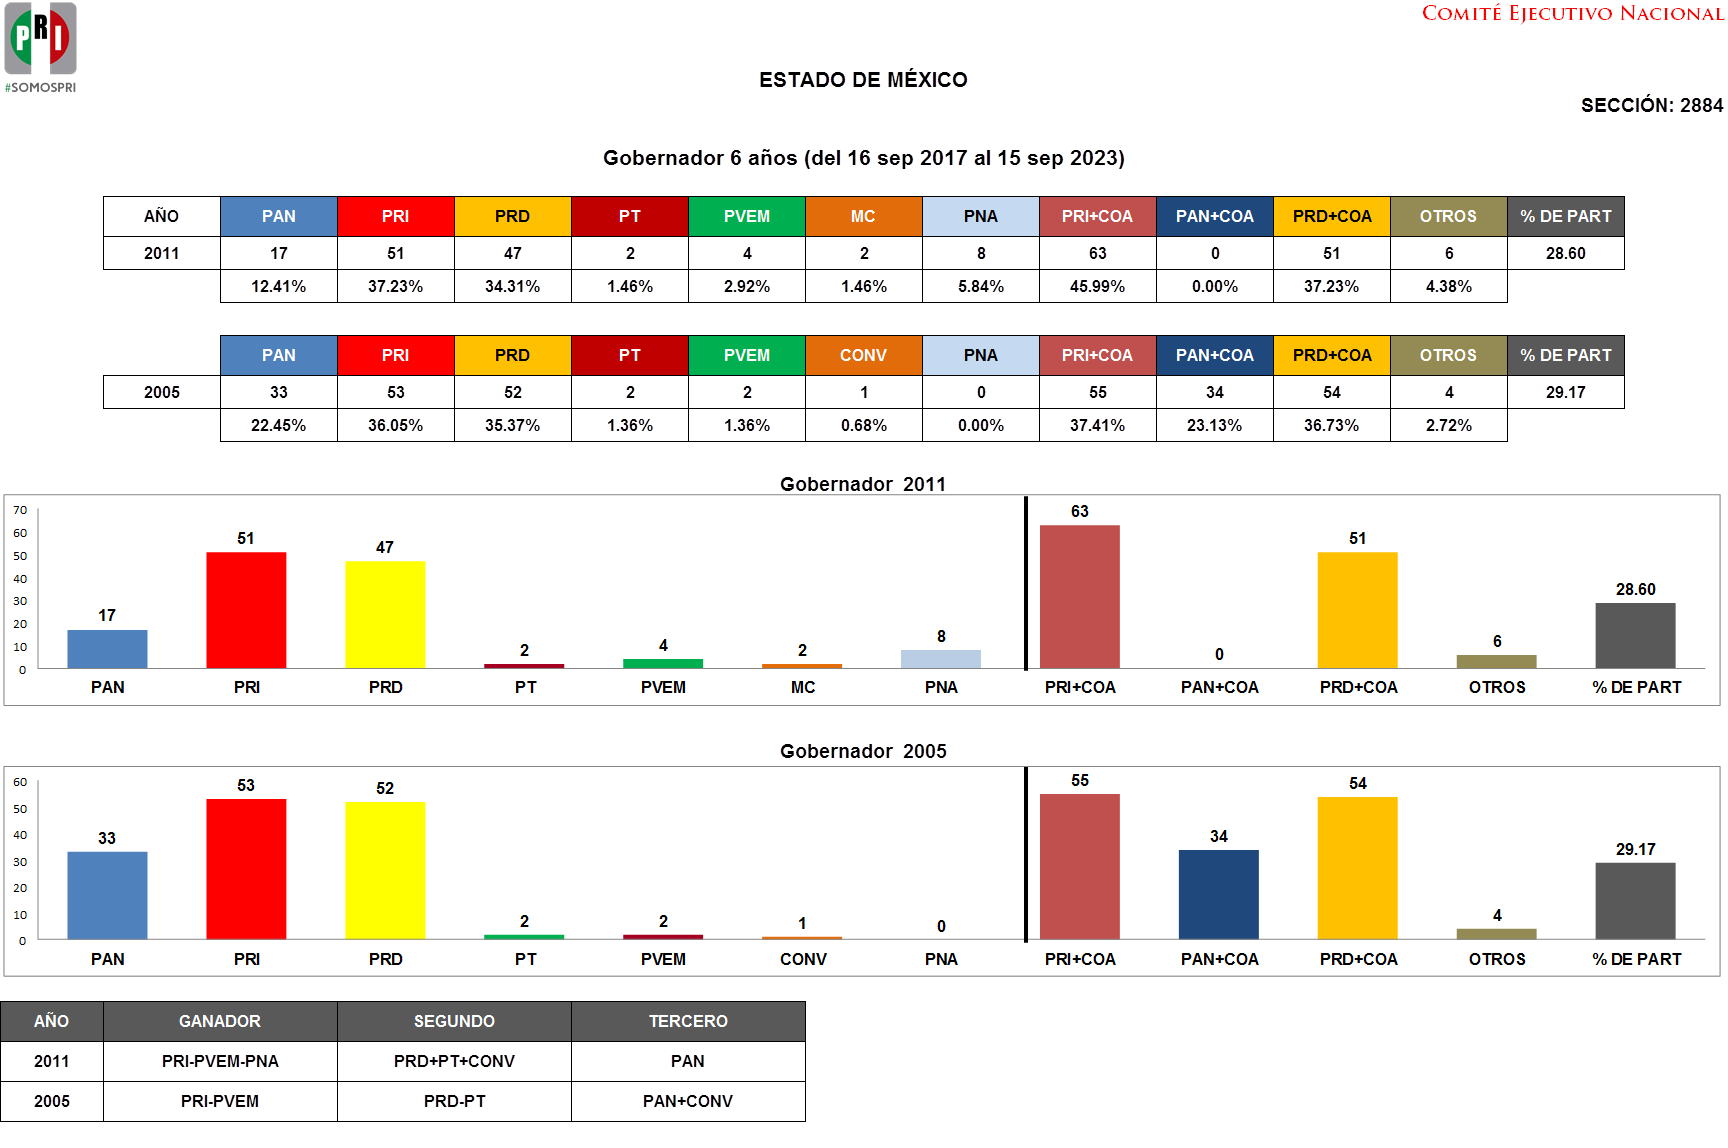 PRI
#SOMOSPRI
COMITÉ EJECUTIVO NACIONAL
ESTADO DE MÉXICO
SECCIÓN: 2884
Gobernador 6 años (del 16 sep 2017 al 15 sep 2023)
AÑO PAN PRI PRD PT PVEM MC PNA PRI+COA PAN+COA PRD+COA OTROS % DE PART
2011 17 51 47 2 4 2 8 63 0 51 6 28.60
12.41% 37.23% 34.31% 1.46% 2.92% 1.46% 5.84% 45.99% 0.00% 37.23% 4.38%
PAN PRI PRD PT PVEM CONV PNA PRI+COA PAN+COA PRD+COA OTROS % DE PART
2005 33 53 52 2 2 1 0 55 34 54 4 29.17
22.45% 36.05% 35.37% 1.36% 1.36% 0.68% 0.00% 37.41% 23.13% 36.73% 2.72%
Gobernador 2011
70
60
50
40
30
20
10
0
17 51 47 2 4 2 8 63 0 51 6 28.60
PAN PRI PRD PT PVEM MC PNA PRI+COA PAN+COA PRD+COA OTROS % DE PART
Gobernador 2005
60
50
40
30
20
10
0
33 53 52 2 2 1 0 55 34 54 4 29.17
PAN PRI PRD PT PVEM CONV PNA PRI+COA PAN+COA PRD+COA OTROS % DE PART
AÑO GANADOR SEGUNDO TERCERO
2011 PRI-PVEM-PNA PRD+PT+CONV PAN
2005 PRI-PVEM PRD-PT PAN+CONV